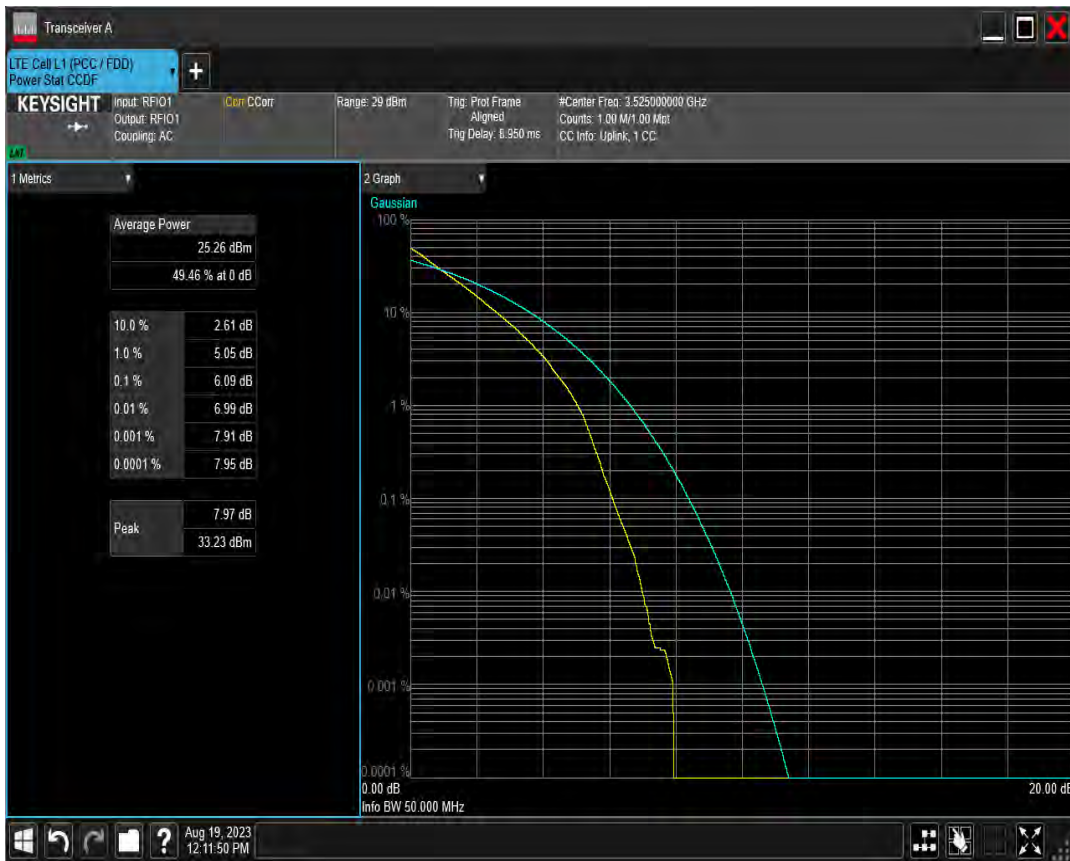 Transceiver A
LTE Cell L1 (PCC / FDD)
Power Stat CCDF
+
KEYSIGHT
Input: RFIO1
Output: RFIO1
Coupling: AC
Corr CCorr
Range: 29 dBm
Trig: Prot Frame
Aligned
Trig Delay: 8.950 ms
#Center Freq: 3.525000000 GHz
Counts: 1.00 M/1.00 Mpt
CC Info: Uplink, 1 CC
LXI
1 Metrics
Average Power
25.26 dBm
49.46 % at 0 dB
10.0 % 2.61 dB
1.0 % 5.05 dB
0.1 % 6.09 dB
0.01 % 6.99 dB
0.001 % 7.91 dB
0.0001 % 7.95 dB
Peak
7.97 dB
33.23 dBm
2 Graph
Gaussian
100 %
10 %
1 %
0.1 %
0.01 %
0.001 %
0.0001 %
0.00 dB
20.00 dB
Info BW 50.000 MHz
?
Aug 19, 2023
12:11:50 PM